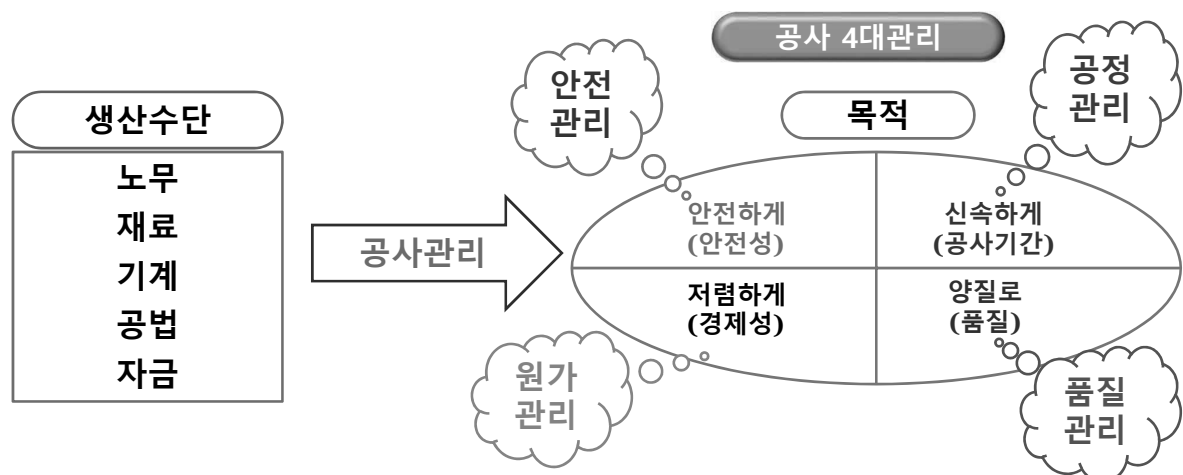 공사 4대관리
생산수단
노무
재료
기계
공법
자금
공사관리
목적
안전
관리
공정
관리
안전하게
(안전성)
신속하게
(공사기간)
저렴하게
(경제성)
양질로
(품질)
원가
관리
품질
관리